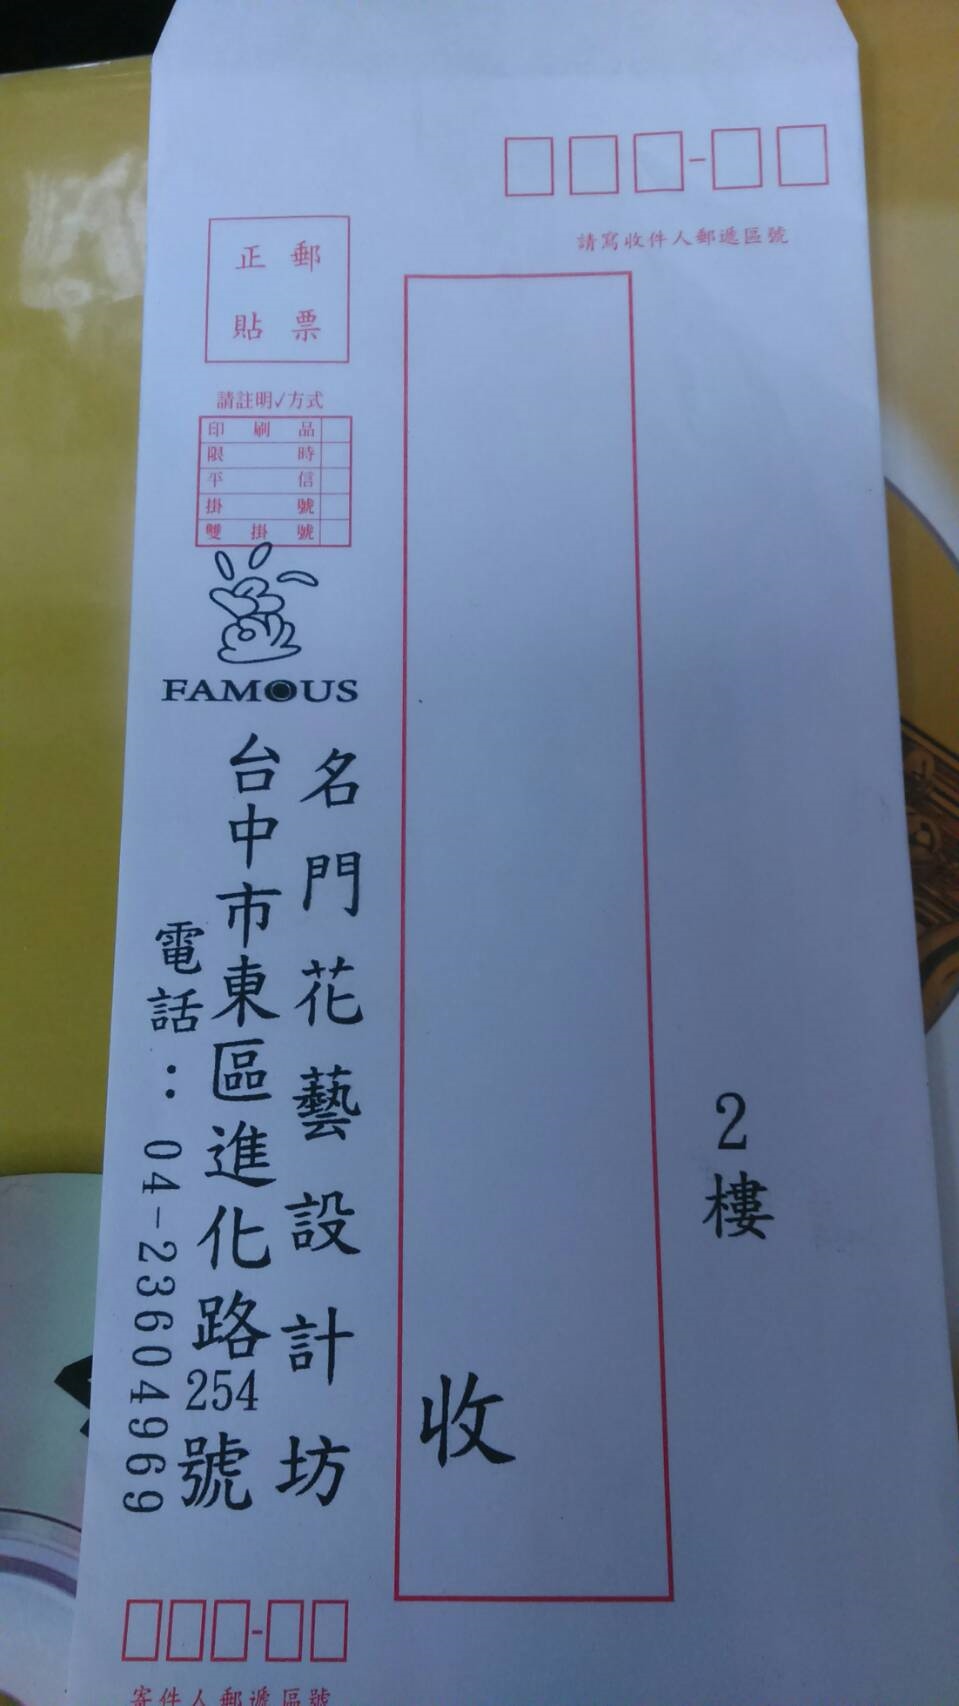 請寫收件人郵遞區號
正郵
貼票
請註明✓方式
印刷品
限時
平信
掛號
雙掛號
FAMOUS
2樓
收
名門花藝設計坊
台中市東區進化路254號
電話：04-23604969
寄件人郵遞區號